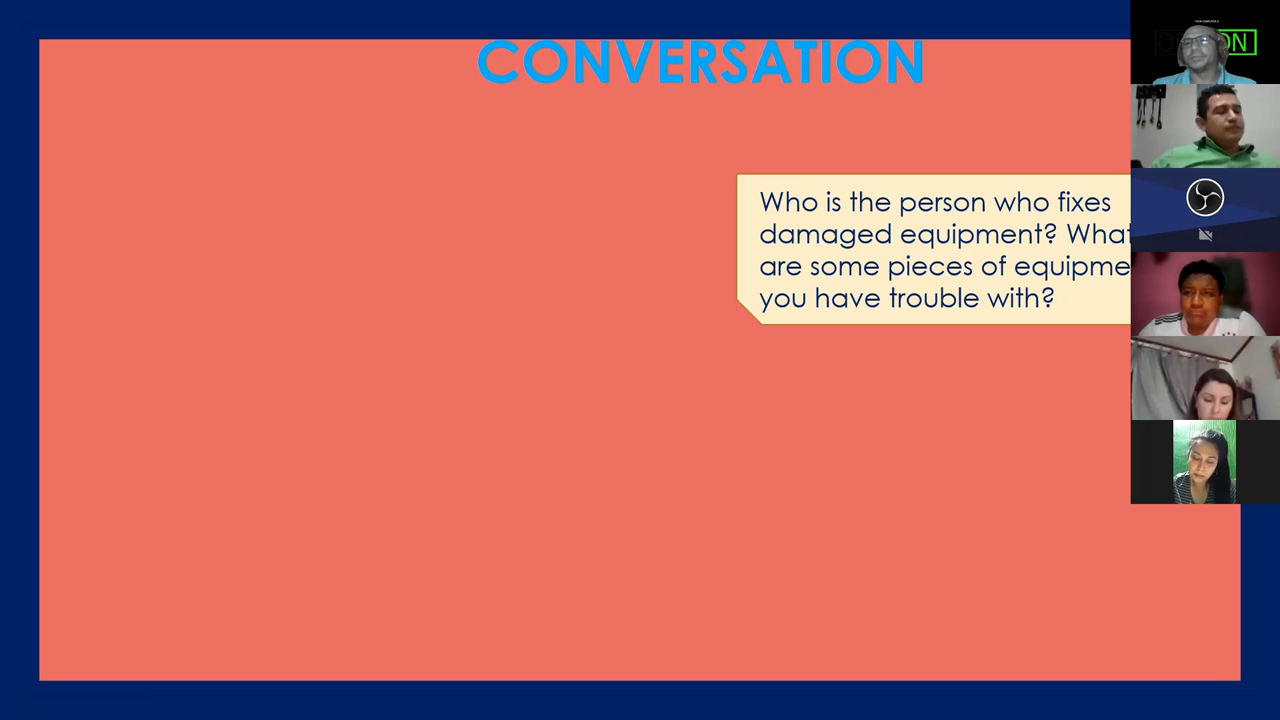 CONVERSATION
ON
Who is the person who fixes
damaged equipment? What
are some pieces of equipme
you have trouble with?